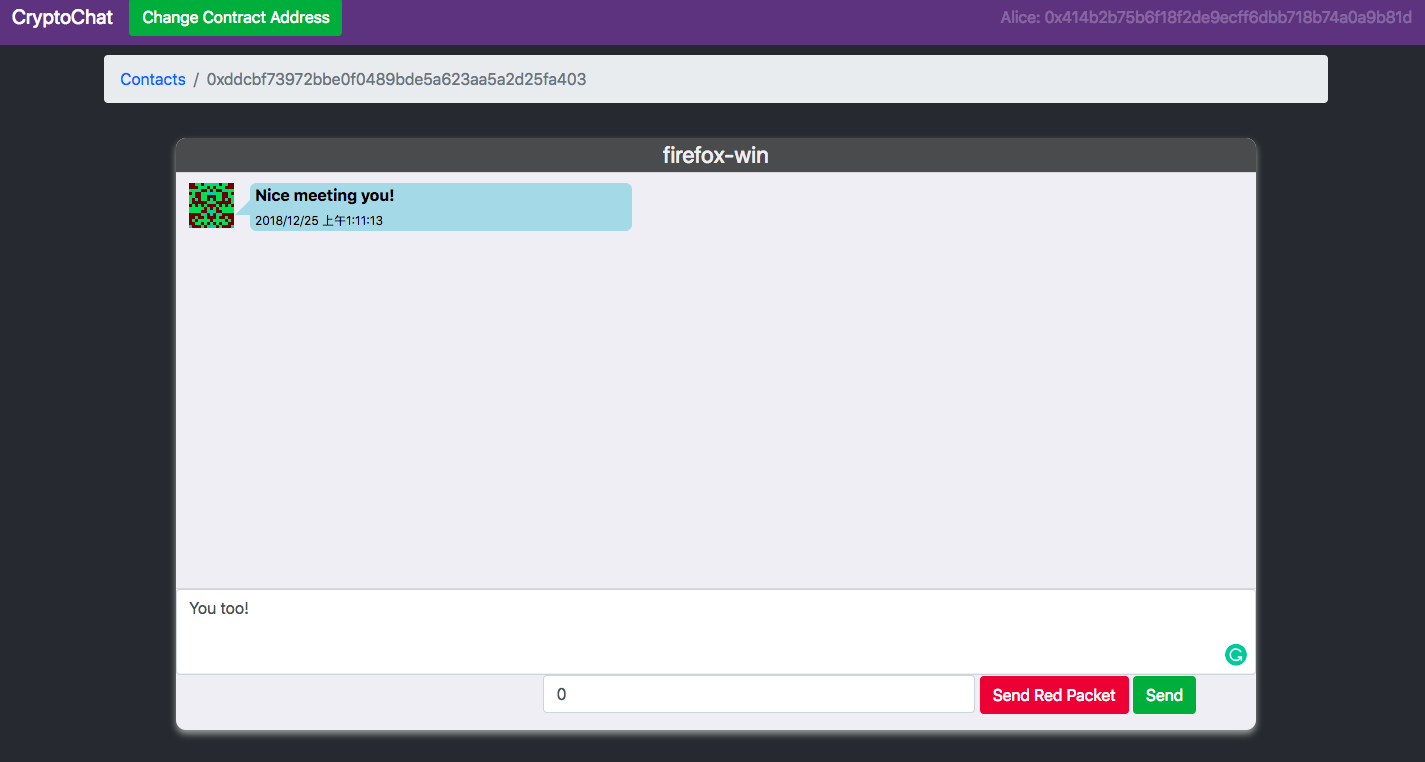 CryptoChat Change Contract Address Alice: 0x414b2b75b6f18f2de9ecff6dbb718b74a0a9b81d
Contacts / 0xddcbf73972bbe0f0489bde5a623aa5a2d25fa403
firefox-win
Nice meeting you!
2018/12/25 上午1:11:13
You too!
0 Send Red Packet Send